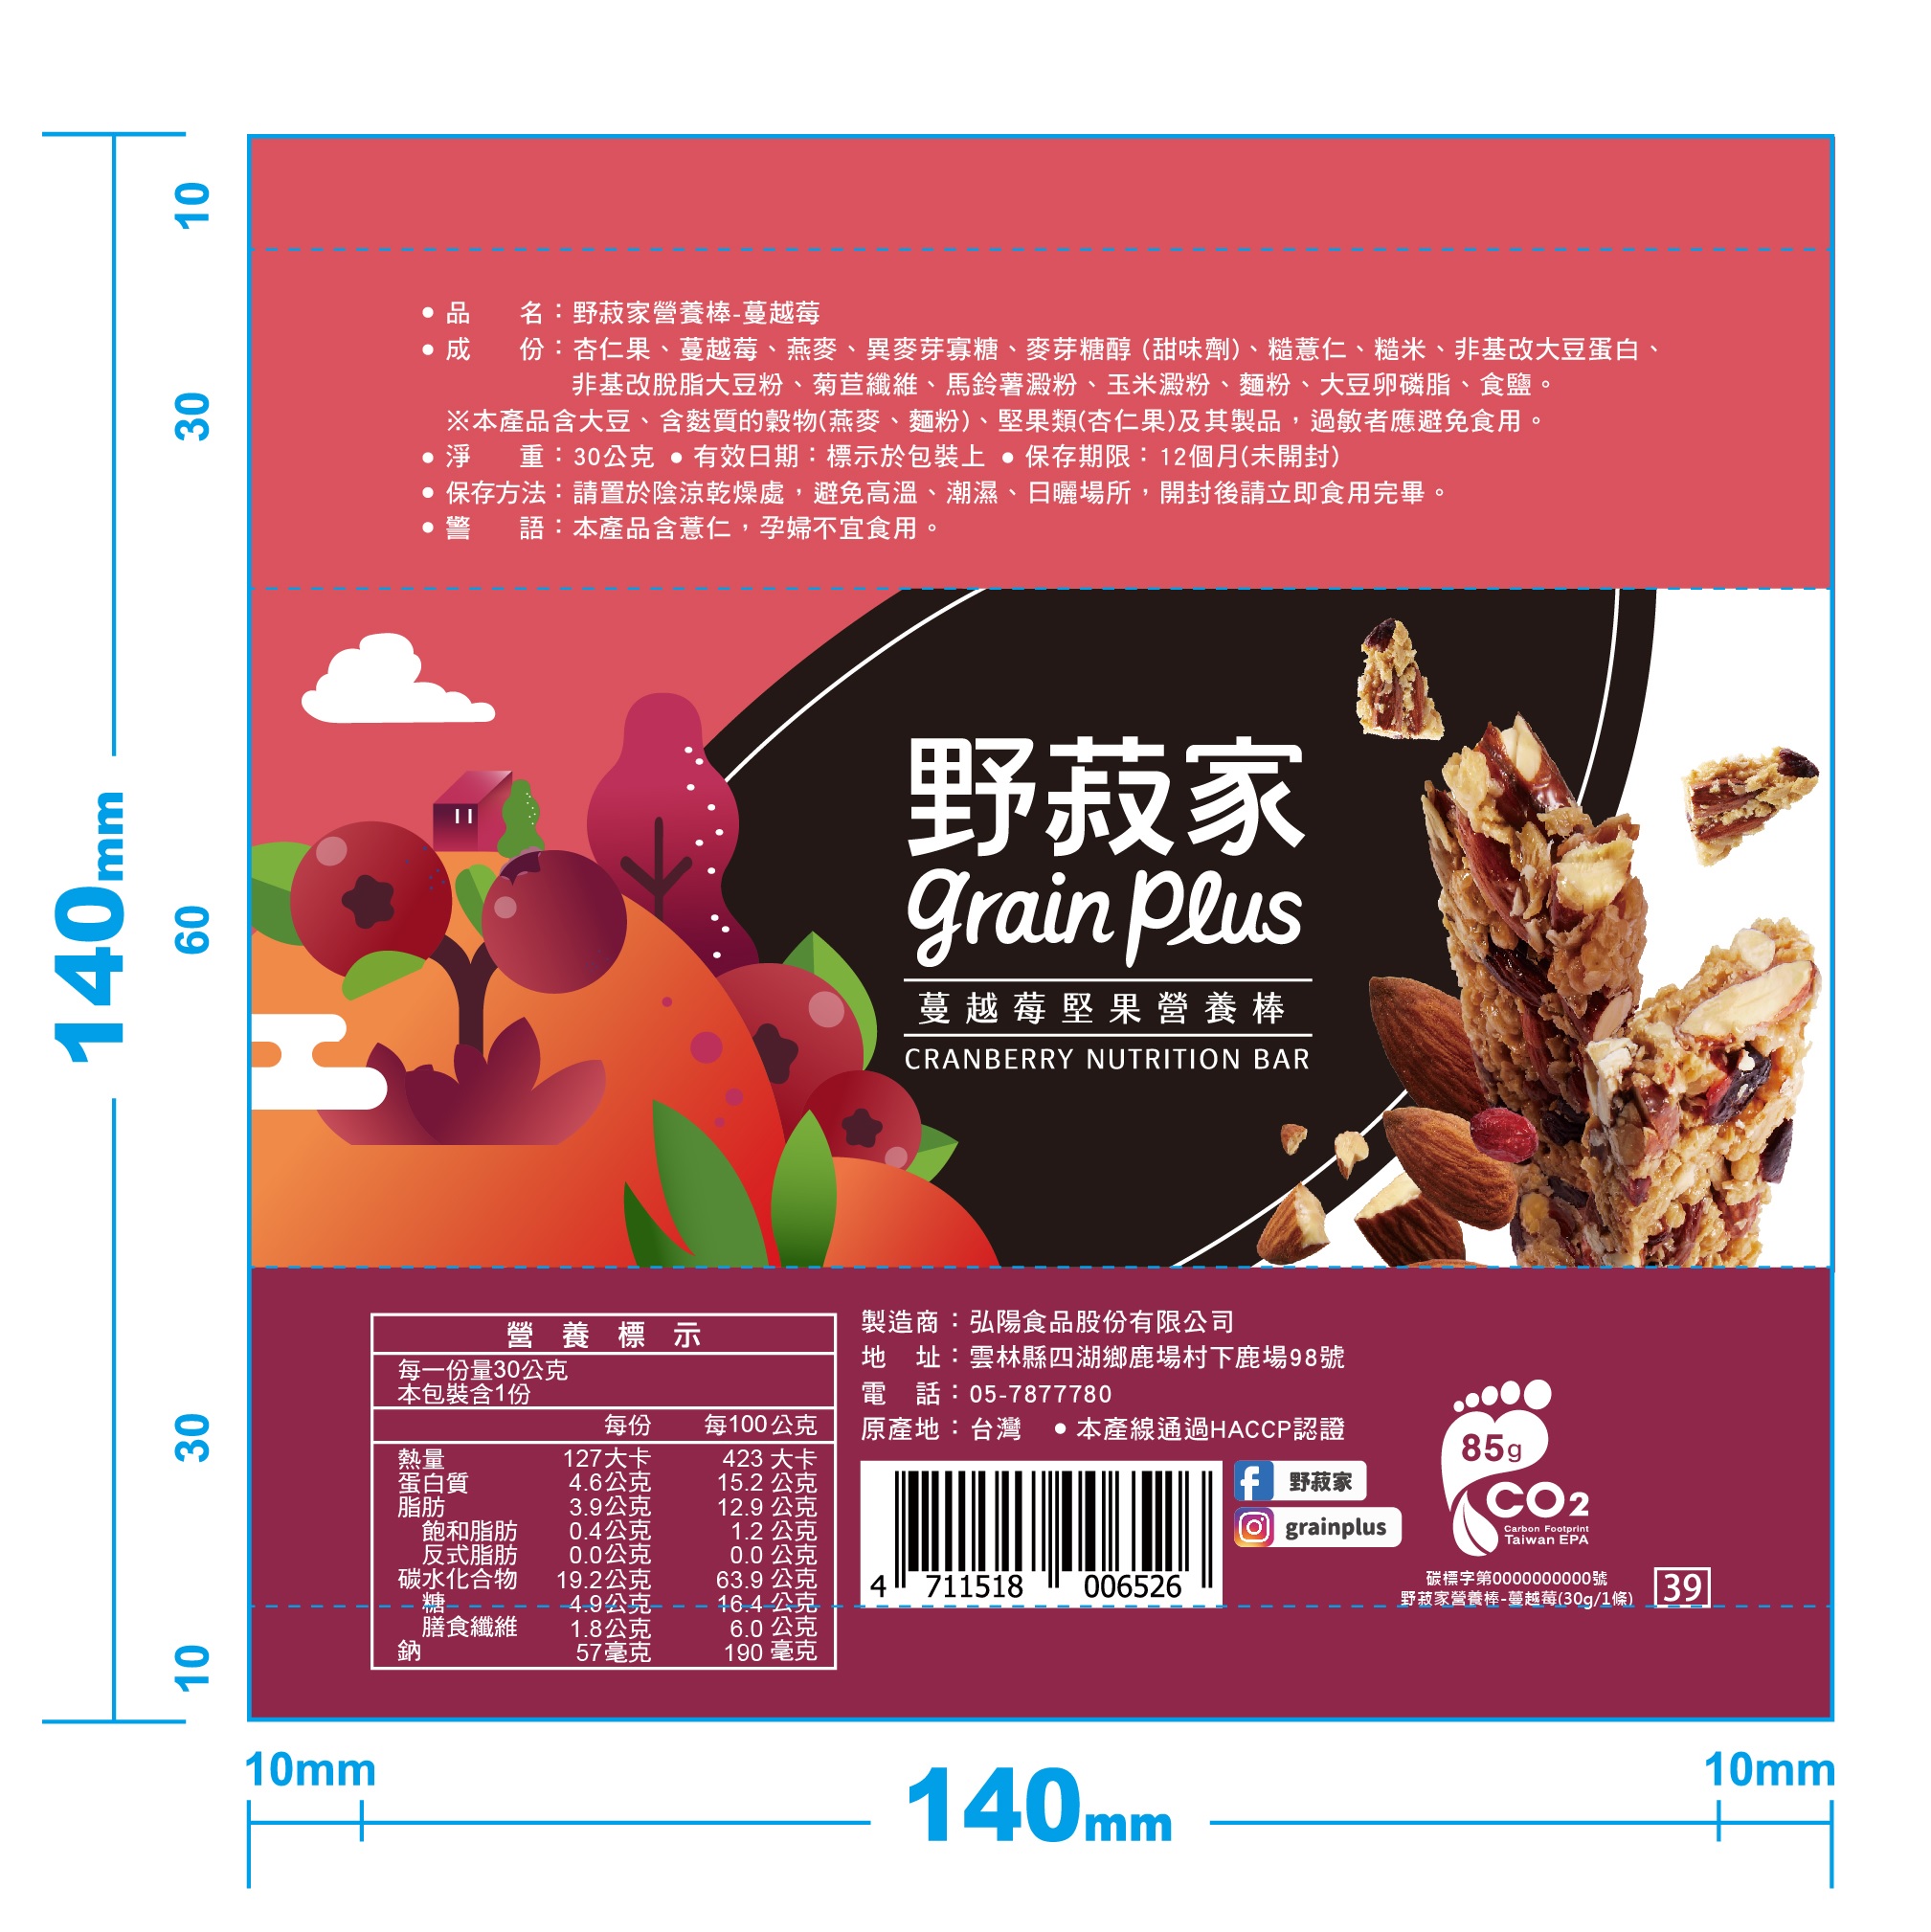 10
30
60
30
10
140mm
● 品　　名：野菽家營養棒-蔓越莓
● 成　　份：杏仁果、蔓越莓、燕麥、異麥芽寡糖、麥芽糖醇 (甜味劑)、糙薏仁、糙米、非基改大豆蛋白、
非基改脫脂大豆粉、菊苣纖維、馬鈴薯澱粉、玉米澱粉、麵粉、大豆卵磷脂、食鹽。
※本產品含大豆、含麩質的穀物(燕麥、麵粉)、堅果類(杏仁果)及其製品，過敏者應避免食用。
● 淨　　重：30公克 ● 有效日期：標示於包裝上 ● 保存期限：12個月(未開封)
● 保存方法：請置於陰涼乾燥處，避免高溫、潮濕、日曬場所，開封後請立即食用完畢。
● 警　　語：本產品含薏仁，孕婦不宜食用。
野菽家
grain plus
蔓越莓堅果營養棒
CRANBERRY NUTRITION BAR
營養標示
每一份量30公克
本包裝含1份
每份　每100公克
熱量　127大卡　423 大卡
蛋白質　4.6公克　15.2 公克
脂肪　3.9公克　12.9 公克
飽和脂肪　0.4公克　1.2 公克
反式脂肪　0.0公克　0.0 公克
碳水化合物　19.2公克　63.9 公克
糖　4.9公克　16.4 公克
膳食纖維　1.8公克　6.0 公克
鈉　57毫克　190 毫克
製造商：弘陽食品股份有限公司
地　址：雲林縣四湖鄉鹿場村下鹿場98號
電　話：05-7877780
原產地：台灣　● 本產線通過HACCP認證
4 711518 006526
f 野菽家
grainplus
85g
CO2
Carbon Footprint
Taiwan EPA
碳標字第0000000000號
野菽家營養棒-蔓越莓(30g/1條)
39
10mm
140mm
10mm